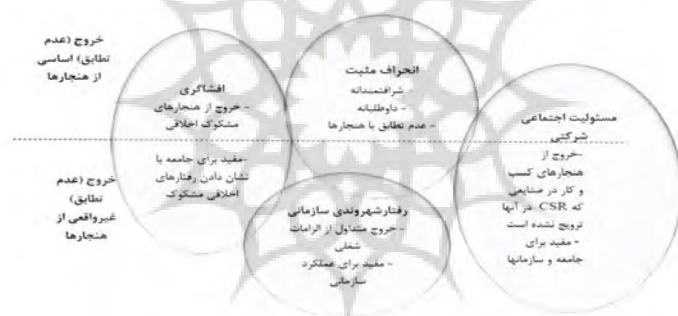 خروج (عدم
تطابق) اساسی
از هنجارها
انحراف مثبت
- شرافتمندانه
- داوطلبانه
- عدم تطابق با هنجارها
افشاگری
- خروج از هنجارهای
مشکوک اخلاقی
-مفید برای جامعه با
نشان دادن رفتارهای
اخلاقی مشکوک
مسئولیت اجتماعی
شرکتی
-خروج از
هنجارهای کسب
و کار در صنایعی
که CSR در آنها
ترویج نشده است
- مفید برای
جامعه و سازمانها
خروج (عدم
تطابق)
غیرواقعی از
هنجارها
رفتارشهروندی سازمانی
- خروج متداول از الزامات
شغلی
- مفید برای عملکرد
سازمانی